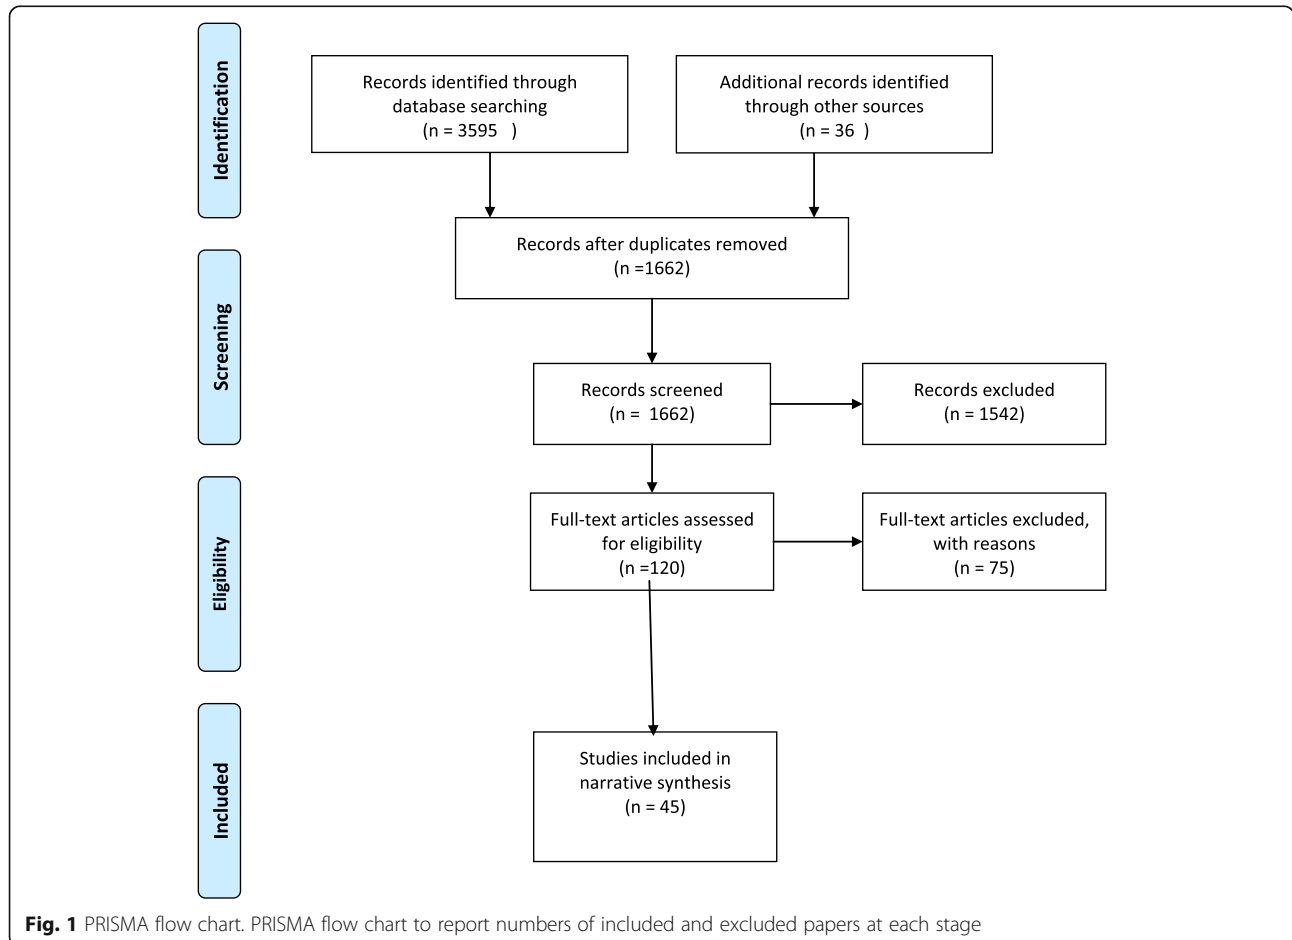 Identification
Records identified through
database searching
(n = 3595   )
Additional records identified
through other sources
(n = 36  )
Records after duplicates removed
(n =1662)
Screening
Records screened
(n =  1662)
Records excluded
(n = 1542)
Eligibility
Full-text articles assessed
for eligibility
(n =120)
Full-text articles excluded,
with reasons
(n = 75)
Included
Studies included in
narrative synthesis
(n = 45)
Fig. 1 PRISMA flow chart. PRISMA flow chart to report numbers of included and excluded papers at each stage